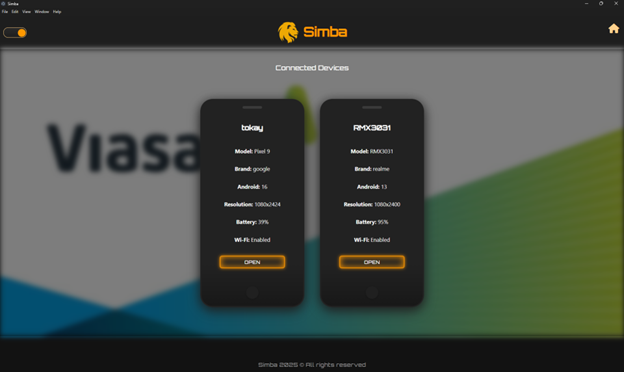 Simba
File Edit View Window Help
Simba
Connected Devices
Viasa
tokay
Model: Pixel 9
Brand: google
Android: 16
Resolution: 1080x2424
Battery: 39%
Wi-Fi: Enabled
OPEN
RMX3031
Model: RMX3031
Brand: realme
Android: 13
Resolution: 1080x2400
Battery: 95%
Wi-Fi: Enabled
OPEN
Simba 2025 © All rights reserved